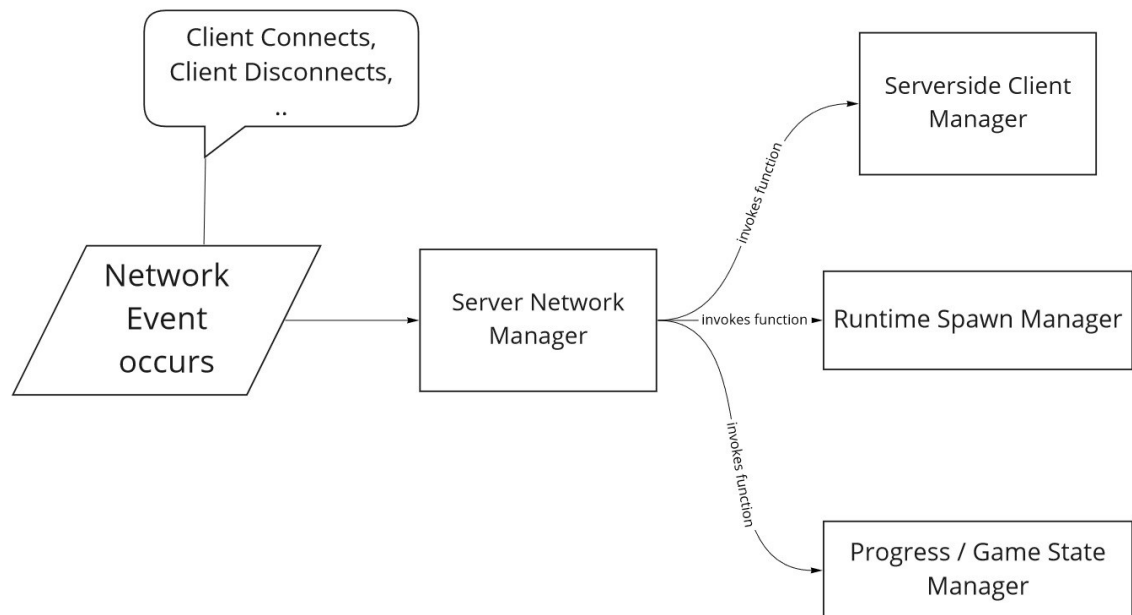 Client Connects,
Client Disconnects,
..
Network
Event
occurs
Server Network
Manager
invokes function
Serverside Client
Manager
invokes function
Runtime Spawn Manager
invokes function
Progress / Game State
Manager